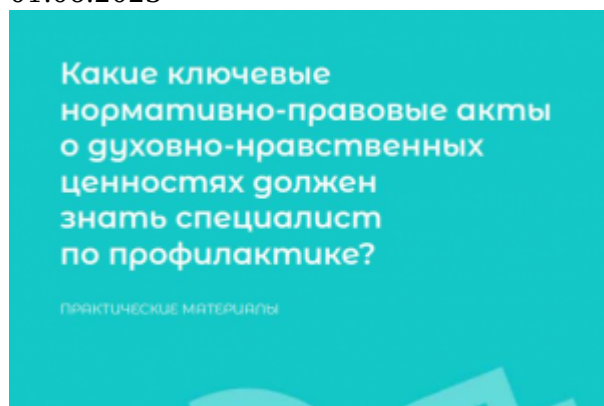 Какие ключевые
нормативно-правовые акты
о духовно-нравственных
ценностях должен
знать специалист
по профилактике?
ПРАКТИЧЕСКИЕ МАТЕРИАЛЫ